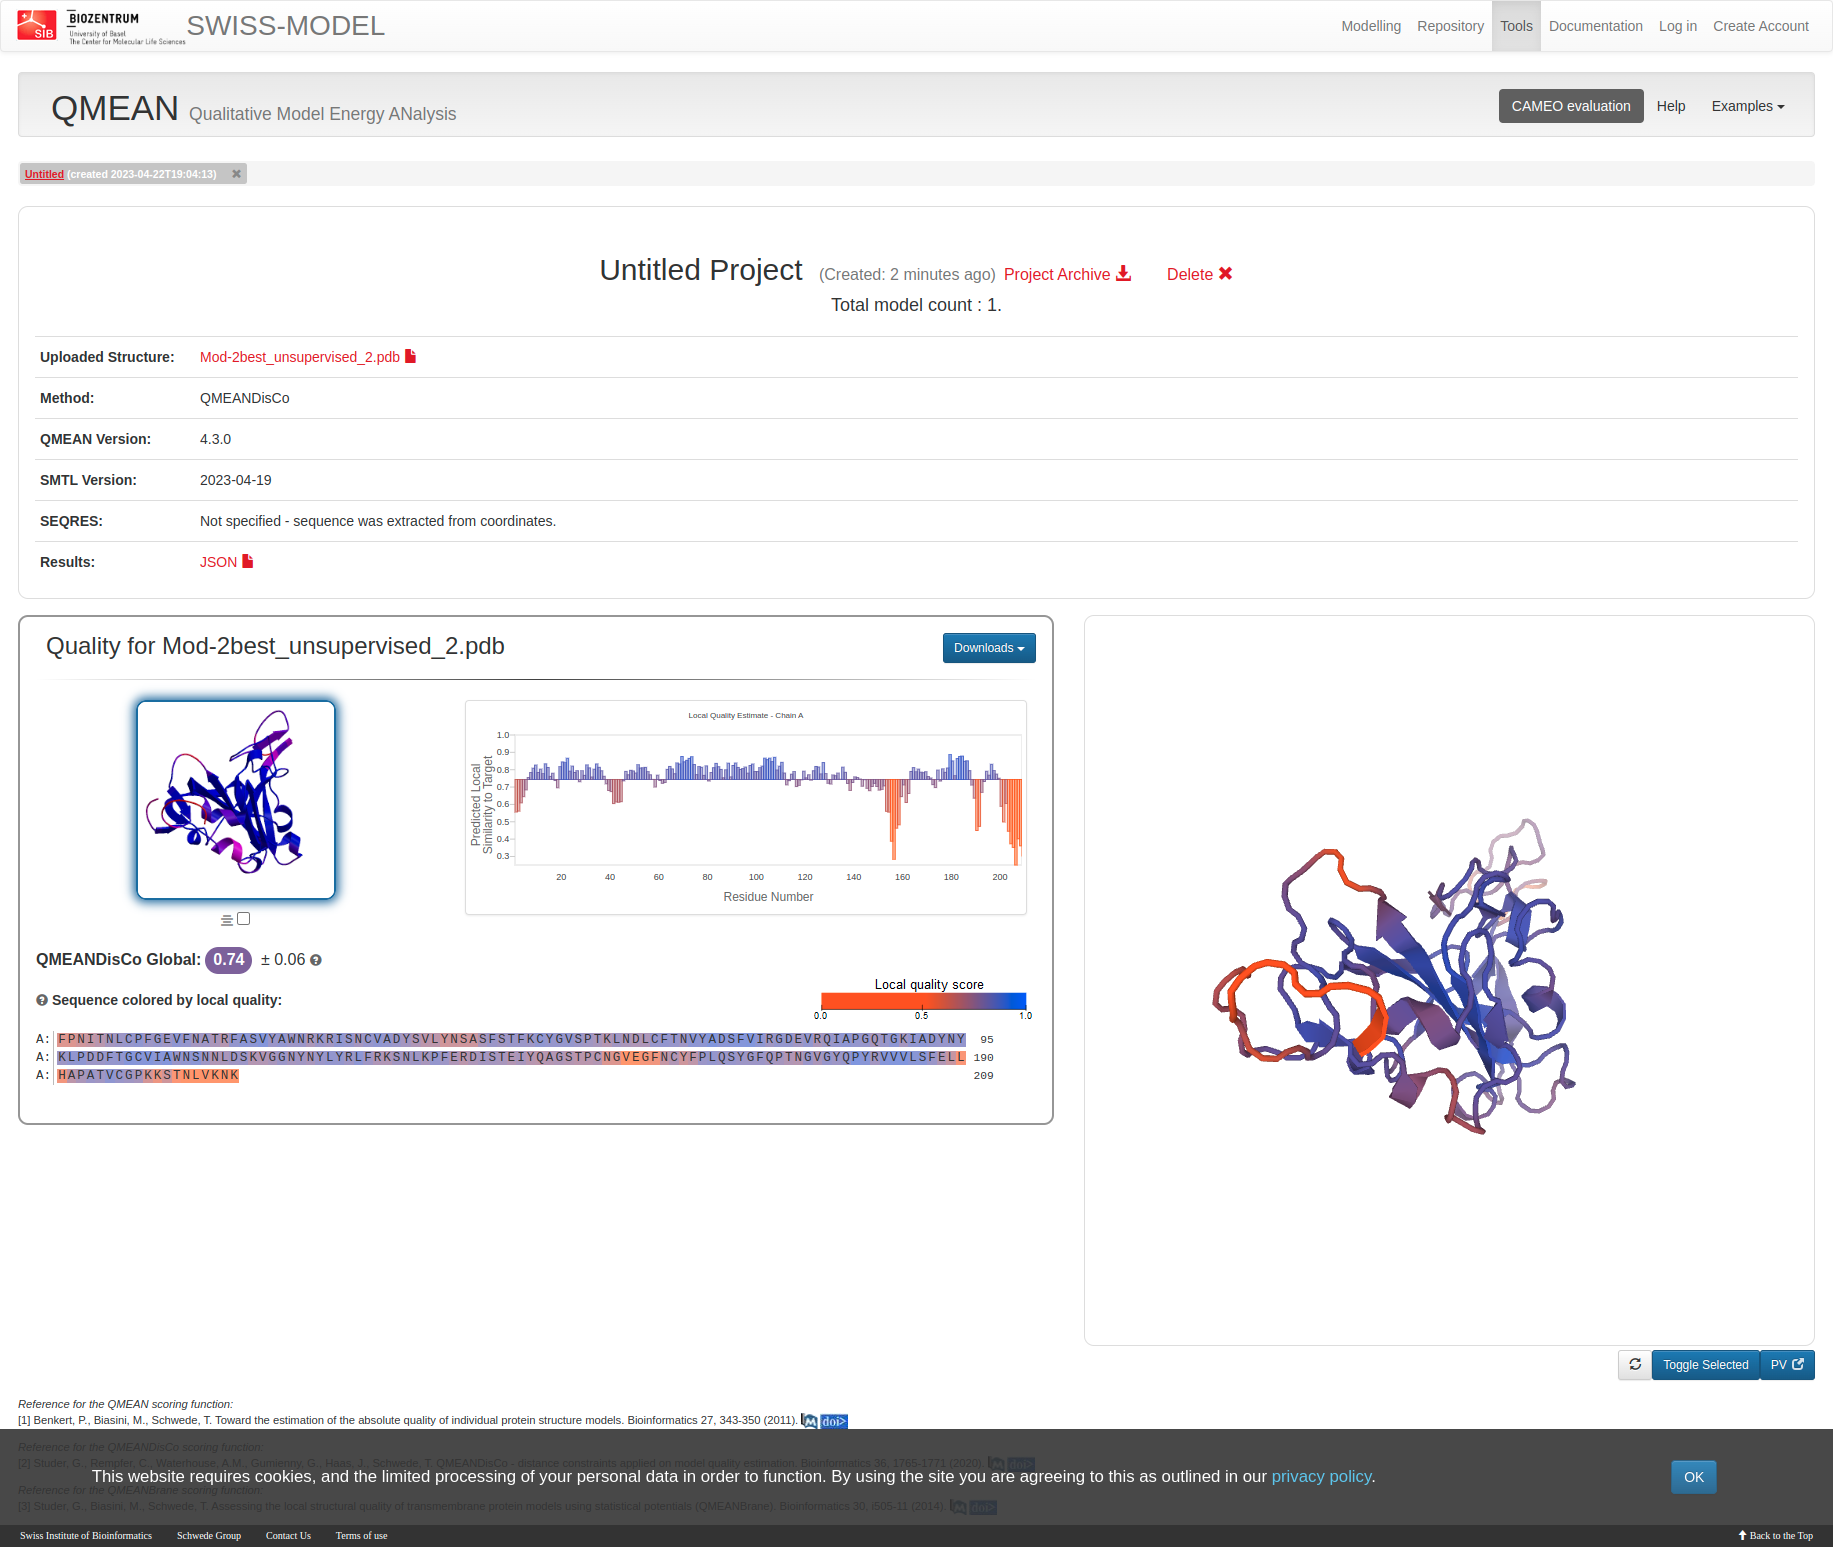 SIB
BIOZENTRUM
University of Basel
The Center for Molecular Life Sciences
SWISS-MODEL
Modelling Repository Tools Documentation Log in Create Account
QMEAN Qualitative Model Energy ANalysis
CAMEO evaluation Help Examples
Untitled (created 2023-04-22T19:04:13) ✖
Untitled Project (Created: 2 minutes ago) Project Archive Delete ✖
Total model count : 1.
Uploaded Structure: Mod-2best_unsupervised_2.pdb
Method: QMEANDisCo
QMEAN Version: 4.3.0
SMTL Version: 2023-04-19
SEQRES: Not specified - sequence was extracted from coordinates.
Results: JSON
Quality for Mod-2best_unsupervised_2.pdb
Downloads
Local Quality Estimate - Chain A
Predicted Local
Similarity to Target
1.0
0.9
0.8
0.7
0.6
0.5
0.4
0.3
20 40 60 80 100 120 140 160 180 200
Residue Number
QMEANDisCo Global: 0.74 ± 0.06
Sequence colored by local quality:
Local quality score
0.0 0.5 1.0
A: FPNITNLCPFGEVFNATRFASVYAWNRKRISNCVADYSVLYNSASFSTFKCYGVSPTKLNDLCFTNVYADSFVIRGDEVRQIAPGQTGKIADYNY 95
A: KLPDDFTGCVIAWNSNNLDSKVGGNYNYLYRLFRKSNLKPFERDISTEIYQAGSTPCNGVEGFNCYFPLQSYGFQPTNGVGYQPYRVVVLSFELL 190
A: HAPATVCGPKKSTNLVKNK 209
Toggle Selected PV
Reference for the QMEAN scoring function:
[1] Benkert, P., Biasini, M., Schwede, T. Toward the estimation of the absolute quality of individual protein structure models. Bioinformatics 27, 343-350 (2011). M doi>
Reference for the QMEANDisCo scoring function:
[2] Studer, G., Rempfer, C., Waterhouse, A.M., Gumienny, G., Haas, J., Schwede, T. QMEANDisCo - distance constraints applied on model quality estimation. Bioinformatics 36, 1765-1771 (2020). M doi>
This website requires cookies, and the limited processing of your personal data in order to function. By using the site you are agreeing to this as outlined in our privacy policy. OK
Reference for the QMEANBrane scoring function:
[3] Studer, G., Biasini, M., Schwede, T. Assessing the local structural quality of transmembrane protein models using statistical potentials (QMEANBrane). Bioinformatics 30, i505-11 (2014). M doi>
Swiss Institute of Bioinformatics Schwede Group Contact Us Terms of use Back to the Top